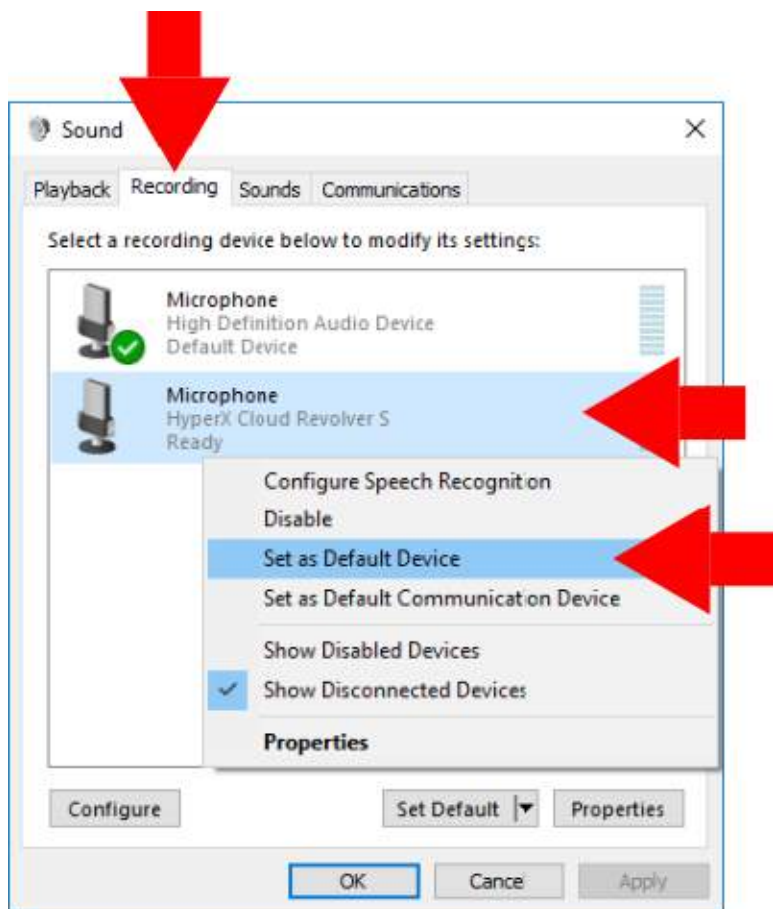 Sound
Playback Recording Sounds Communications
Select a recording device below to modify its settings:
Microphone
High Definition Audio Device
Default Device
Microphone
HyperX Cloud Revolver S
Ready
Configure Speech Recognition
Disable
Set as Default Device
Set as Default Communication Device
Show Disabled Devices
Show Disconnected Devices
Properties
Configure Set Default Properties
OK Cancel Apply